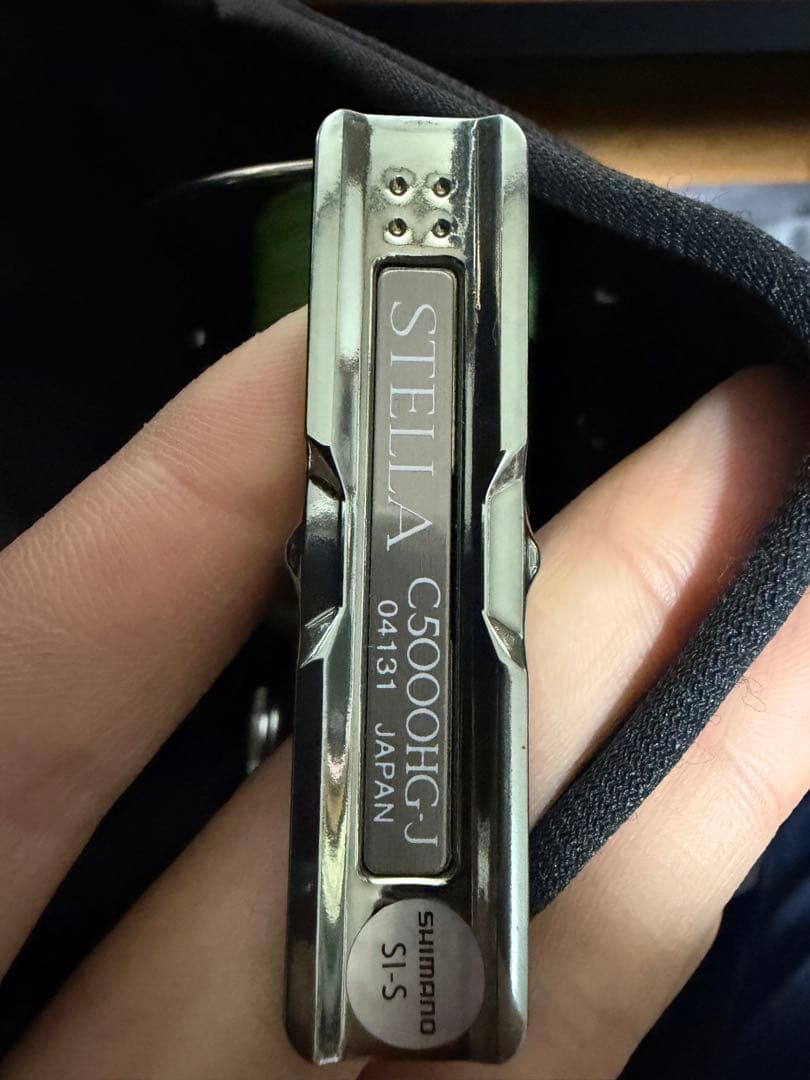 STELLA C5000HG-J
04131 JAPAN
SHIMANO
SI-S